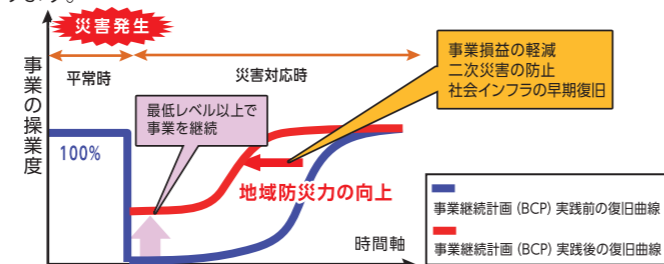 ります。
災害発生
平常時
災害対応時
事業の操業度
100%
最低レベル以上で
事業を継続
事業損益の軽減
二次災害の防止
社会インフラの早期復旧
地域防災力の向上
時間軸
事業継続計画 (BCP) 実践前の復旧曲線
事業継続計画 (BCP) 実践後の復旧曲線